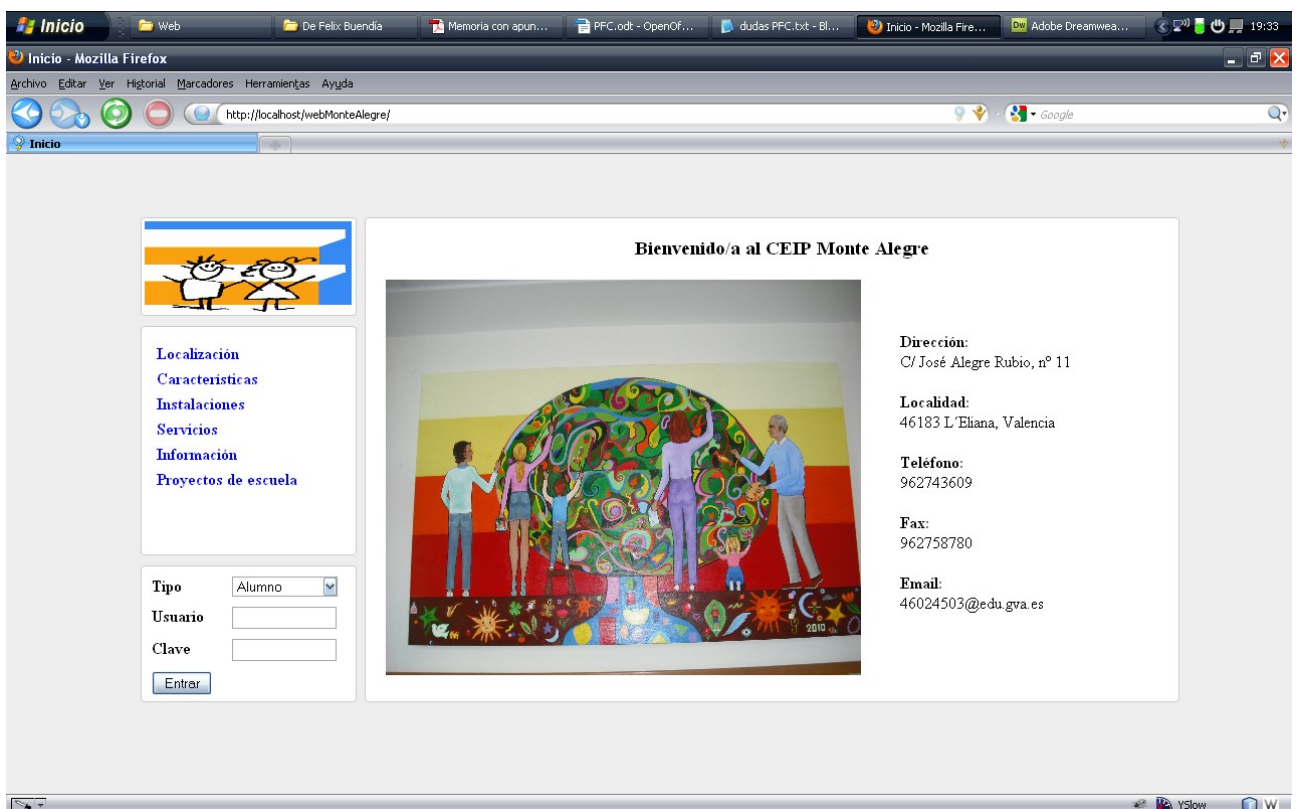 Inicio
Web
De Felix Buendía
Memoria con apun...
PFC.odt - OpenOf...
dudas PFC.txt - Bl...
Inicio - Mozilla Fire...
Adobe Dreamwea...
19:33
Inicio - Mozilla Firefox
Archivo Editar Ver Historial Marcadores Herramientas Ayuda
http://localhost/webMonteAlegre/
Google
Inicio
Bienvenido/a al CEIP Monte Alegre
Localización
Características
Instalaciones
Servicios
Información
Proyectos de escuela
Tipo Alumno
Usuario
Clave
Entrar
2010
Dirección:
C/ José Alegre Rubio, nº 11
Localidad:
46183 L´Eliana, Valencia
Teléfono:
962743609
Fax:
962758780
Email:
46024503@edu.gva.es
YSlow
W